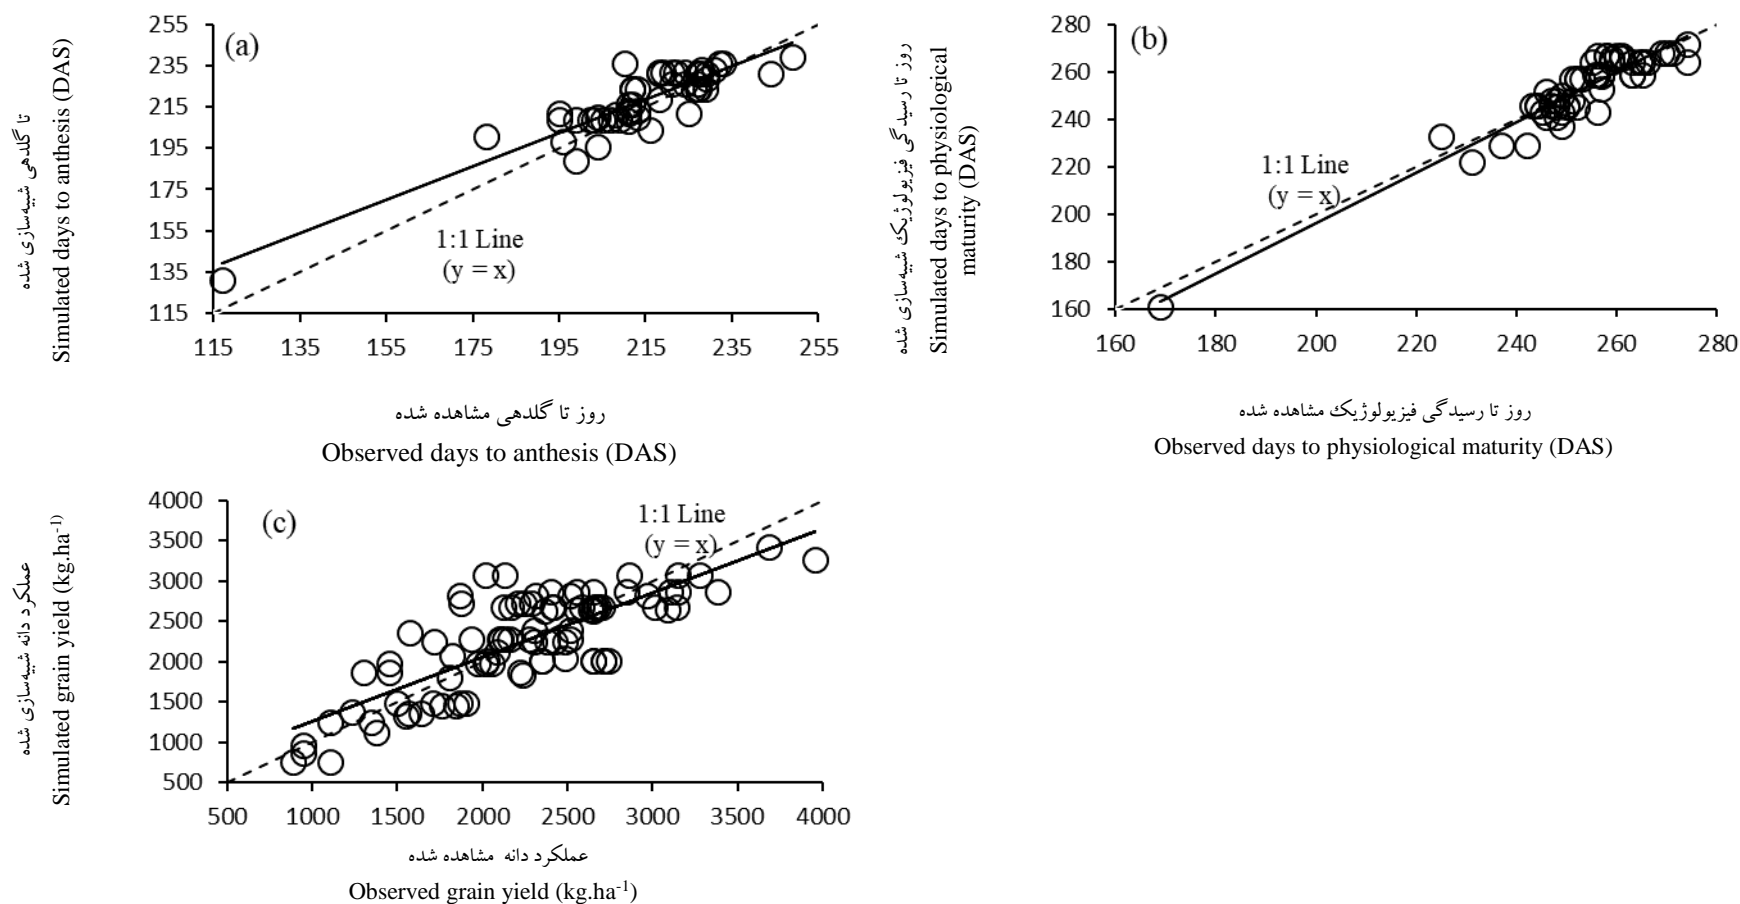 (a)
255
235
215
195
175
155
135
115
1:1 Line
(y = x)
115 135 155 175 195 215 235 255
تا گلدهی شبیه‌سازی شده
Simulated days to anthesis (DAS)
روز تا گلدهی مشاهده شده
Observed days to anthesis (DAS)
(b)
280
260
240
220
200
180
160
1:1 Line
(y = x)
160 180 200 220 240 260 280
روز تا رسیدگی فیزیولوژیک شبیه‌سازی شده
Simulated days to physiological
maturity (DAS)
روز تا رسیدگی فیزیولوژیک مشاهده شده
Observed days to physiological maturity (DAS)
(c)
4000
3500
3000
2500
2000
1500
1000
500
1:1 Line
(y = x)
500 1000 1500 2000 2500 3000 3500 4000
عملکرد دانه شبیه‌سازی شده
Simulated grain yield (kg.ha⁻¹)
عملکرد دانه مشاهده شده
Observed grain yield (kg.ha⁻¹)